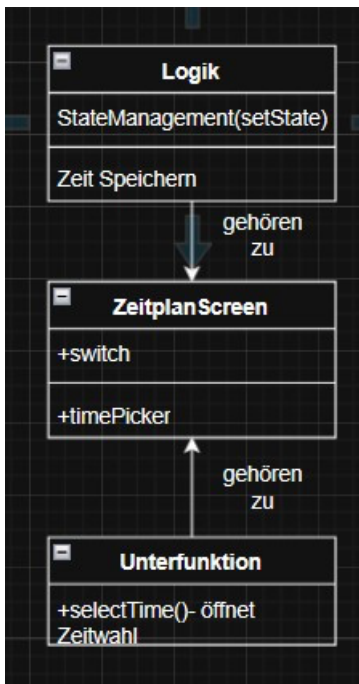 Logik
StateManagement(setState)
Zeit Speichern
gehören
zu
ZeitplanScreen
+switch
+timePicker
gehören
zu
Unterfunktion
+selectTime()- öffnet
Zeitwahl